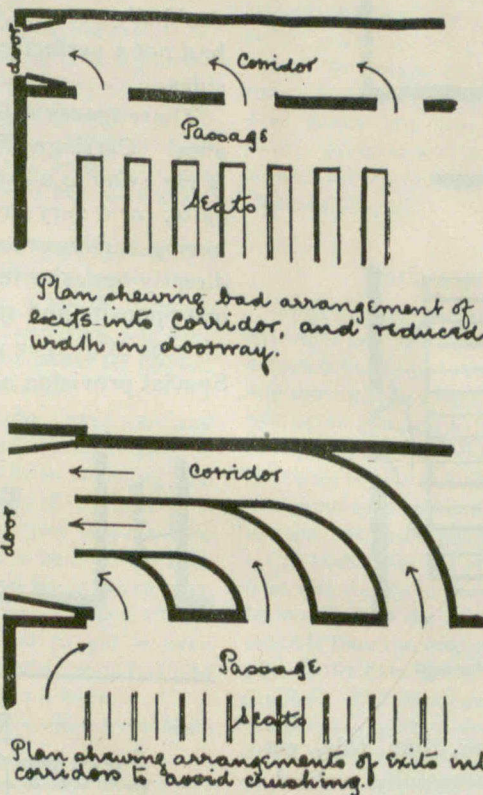 door
Corridor
Passage
Seats
Plan shewing bad arrangement of
exits into Corridor, and reduced
width in doorway.
Corridor
door
Passage
Seats
Plan shewing arrangements of Exits int
corridors to avoid crushing.